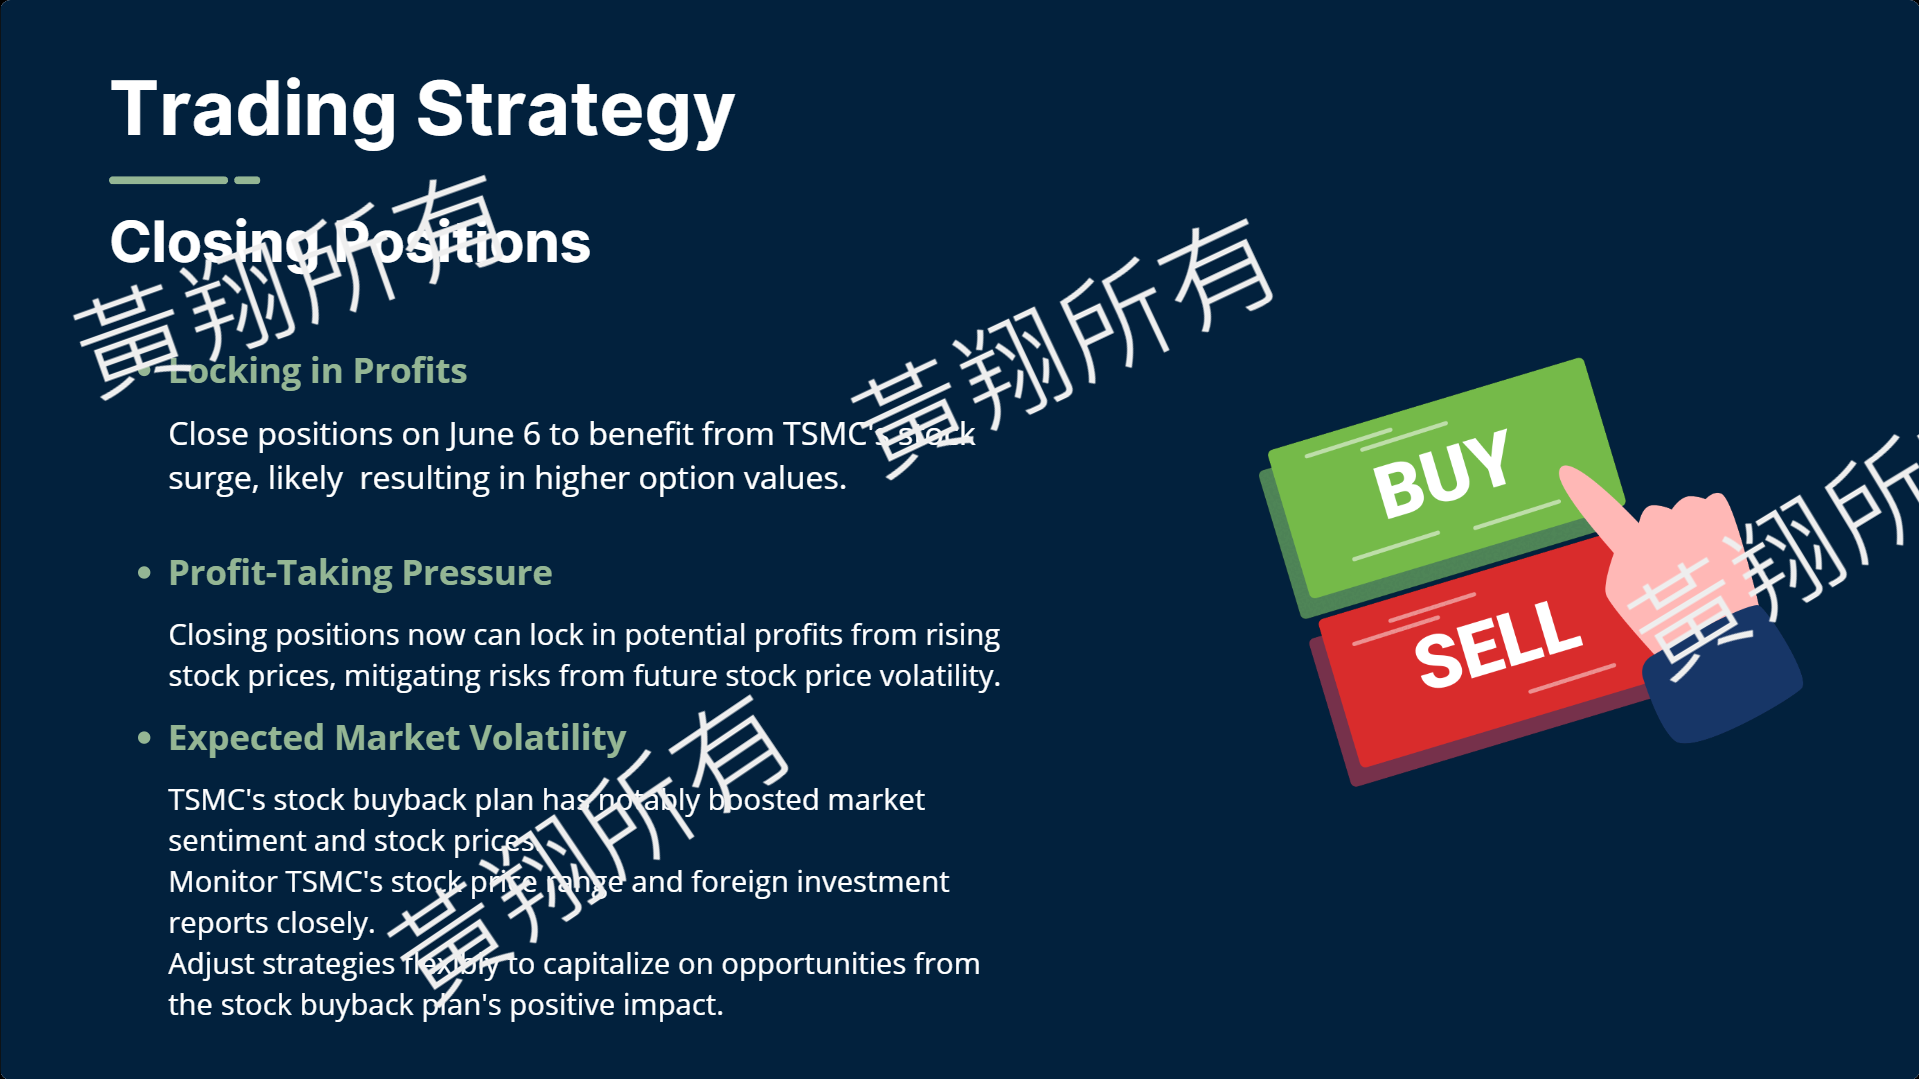 Trading Strategy
Closing Positions
黃翔所有
黃翔所有
Locking in Profits
Close positions on June 6 to benefit from TSMC's stock
surge, likely  resulting in higher option values.
BUY
黃翔所
Profit-Taking Pressure
Closing positions now can lock in potential profits from rising
stock prices, mitigating risks from future stock price volatility.
SELL
Expected Market Volatility
TSMC's stock buyback plan has notably boosted market
sentiment and stock prices.
Monitor TSMC's stock price range and foreign investment
reports closely.
Adjust strategies flexibly to capitalize on opportunities from
the stock buyback plan's positive impact.
黃翔所有